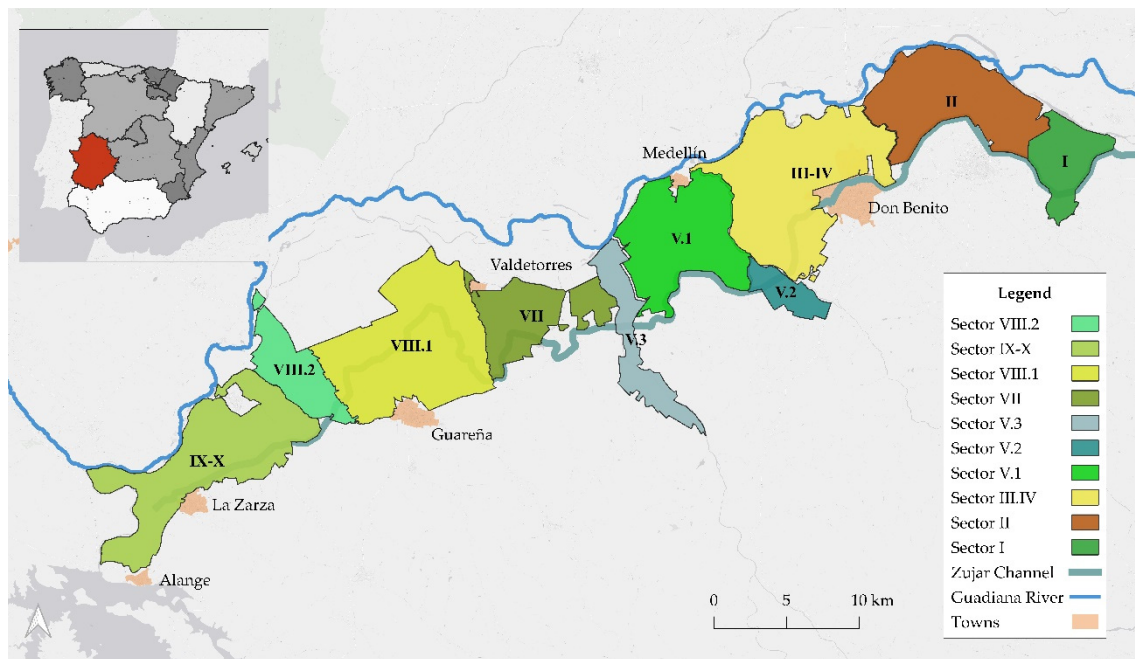 II
I
Medellín
III-IV
Don Benito
V.1
Valdetorres
V.2
VII
V.3
VIII.1
VIII.2
Guareña
IX-X
La Zarza
Alange
Legend
Sector VIII.2
Sector IX-X
Sector VIII.1
Sector VII
Sector V.3
Sector V.2
Sector V.1
Sector III.IV
Sector II
Sector I
Zujar Channel
Guadiana River
Towns
0 5 10 km